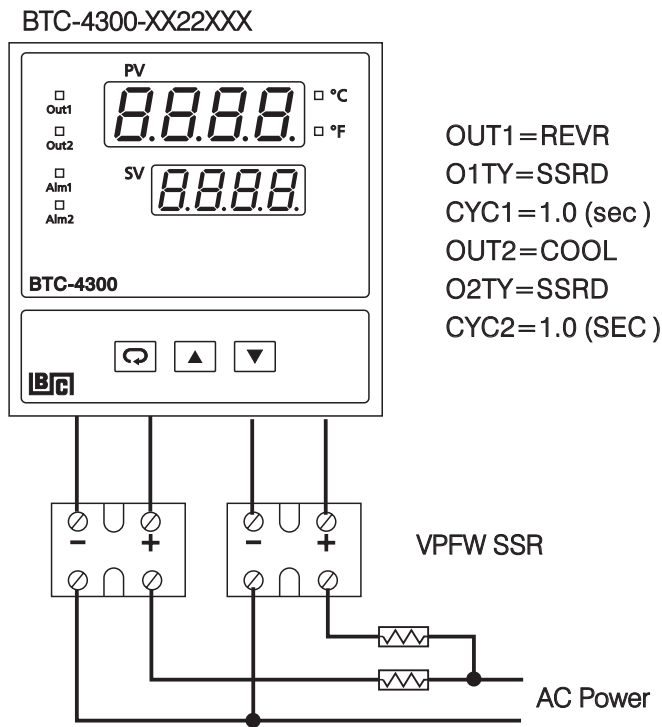 BTC-4300-XX22XXX
PV
8.8.8.8
Out1
°C
Out2
°F
SV
8.8.8.8
Alm1
Alm2
BTC-4300
BC
OUT1=REVR
O1TY=SSRD
CYC1=1.0 (sec )
OUT2=COOL
O2TY=SSRD
CYC2=1.0 (SEC )
− + − +
VPFW SSR
AC Power